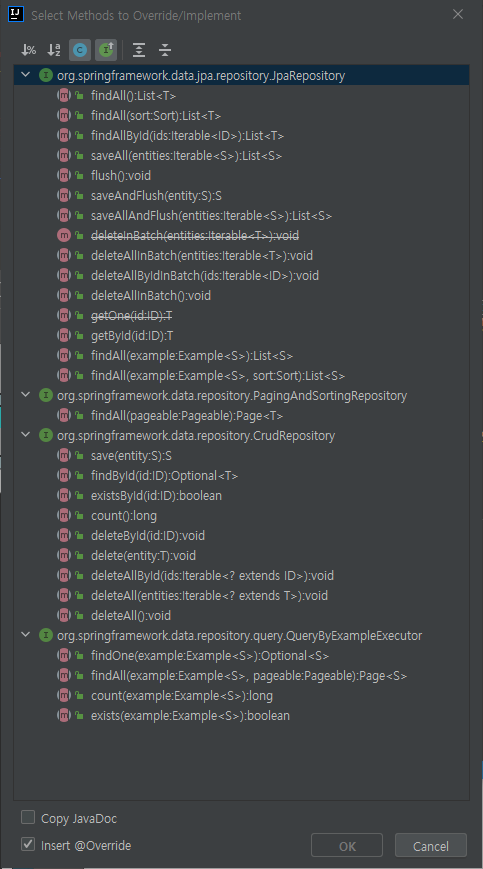 Select Methods to Override/Implement
org.springframework.data.jpa.repository.JpaRepository
findAll():List<T>
findAll(sort:Sort):List<T>
findAllById(ids:Iterable<ID>):List<T>
saveAll(entities:Iterable<S>):List<S>
flush():void
saveAndFlush(entity:S):S
saveAllAndFlush(entities:Iterable<S>):List<S>
deleteInBatch(entities:Iterable<T>):void
deleteAllInBatch(entities:Iterable<T>):void
deleteAllByIdInBatch(ids:Iterable<ID>):void
deleteAllInBatch():void
getOne(id:ID):T
getById(id:ID):T
findAll(example:Example<S>):List<S>
findAll(example:Example<S>, sort:Sort):List<S>
org.springframework.data.repository.PagingAndSortingRepository
findAll(pageable:Pageable):Page<T>
org.springframework.data.repository.CrudRepository
save(entity:S):S
findById(id:ID):Optional<T>
existsById(id:ID):boolean
count():long
deleteById(id:ID):void
delete(entity:T):void
deleteAllById(ids:Iterable<? extends ID>):void
deleteAll(entities:Iterable<? extends T>):void
deleteAll():void
org.springframework.data.repository.query.QueryByExampleExecutor
findOne(example:Example<S>):Optional<S>
findAll(example:Example<S>, pageable:Pageable):Page<S>
count(example:Example<S>):long
exists(example:Example<S>):boolean
Copy JavaDoc
Insert @Override
OK
Cancel